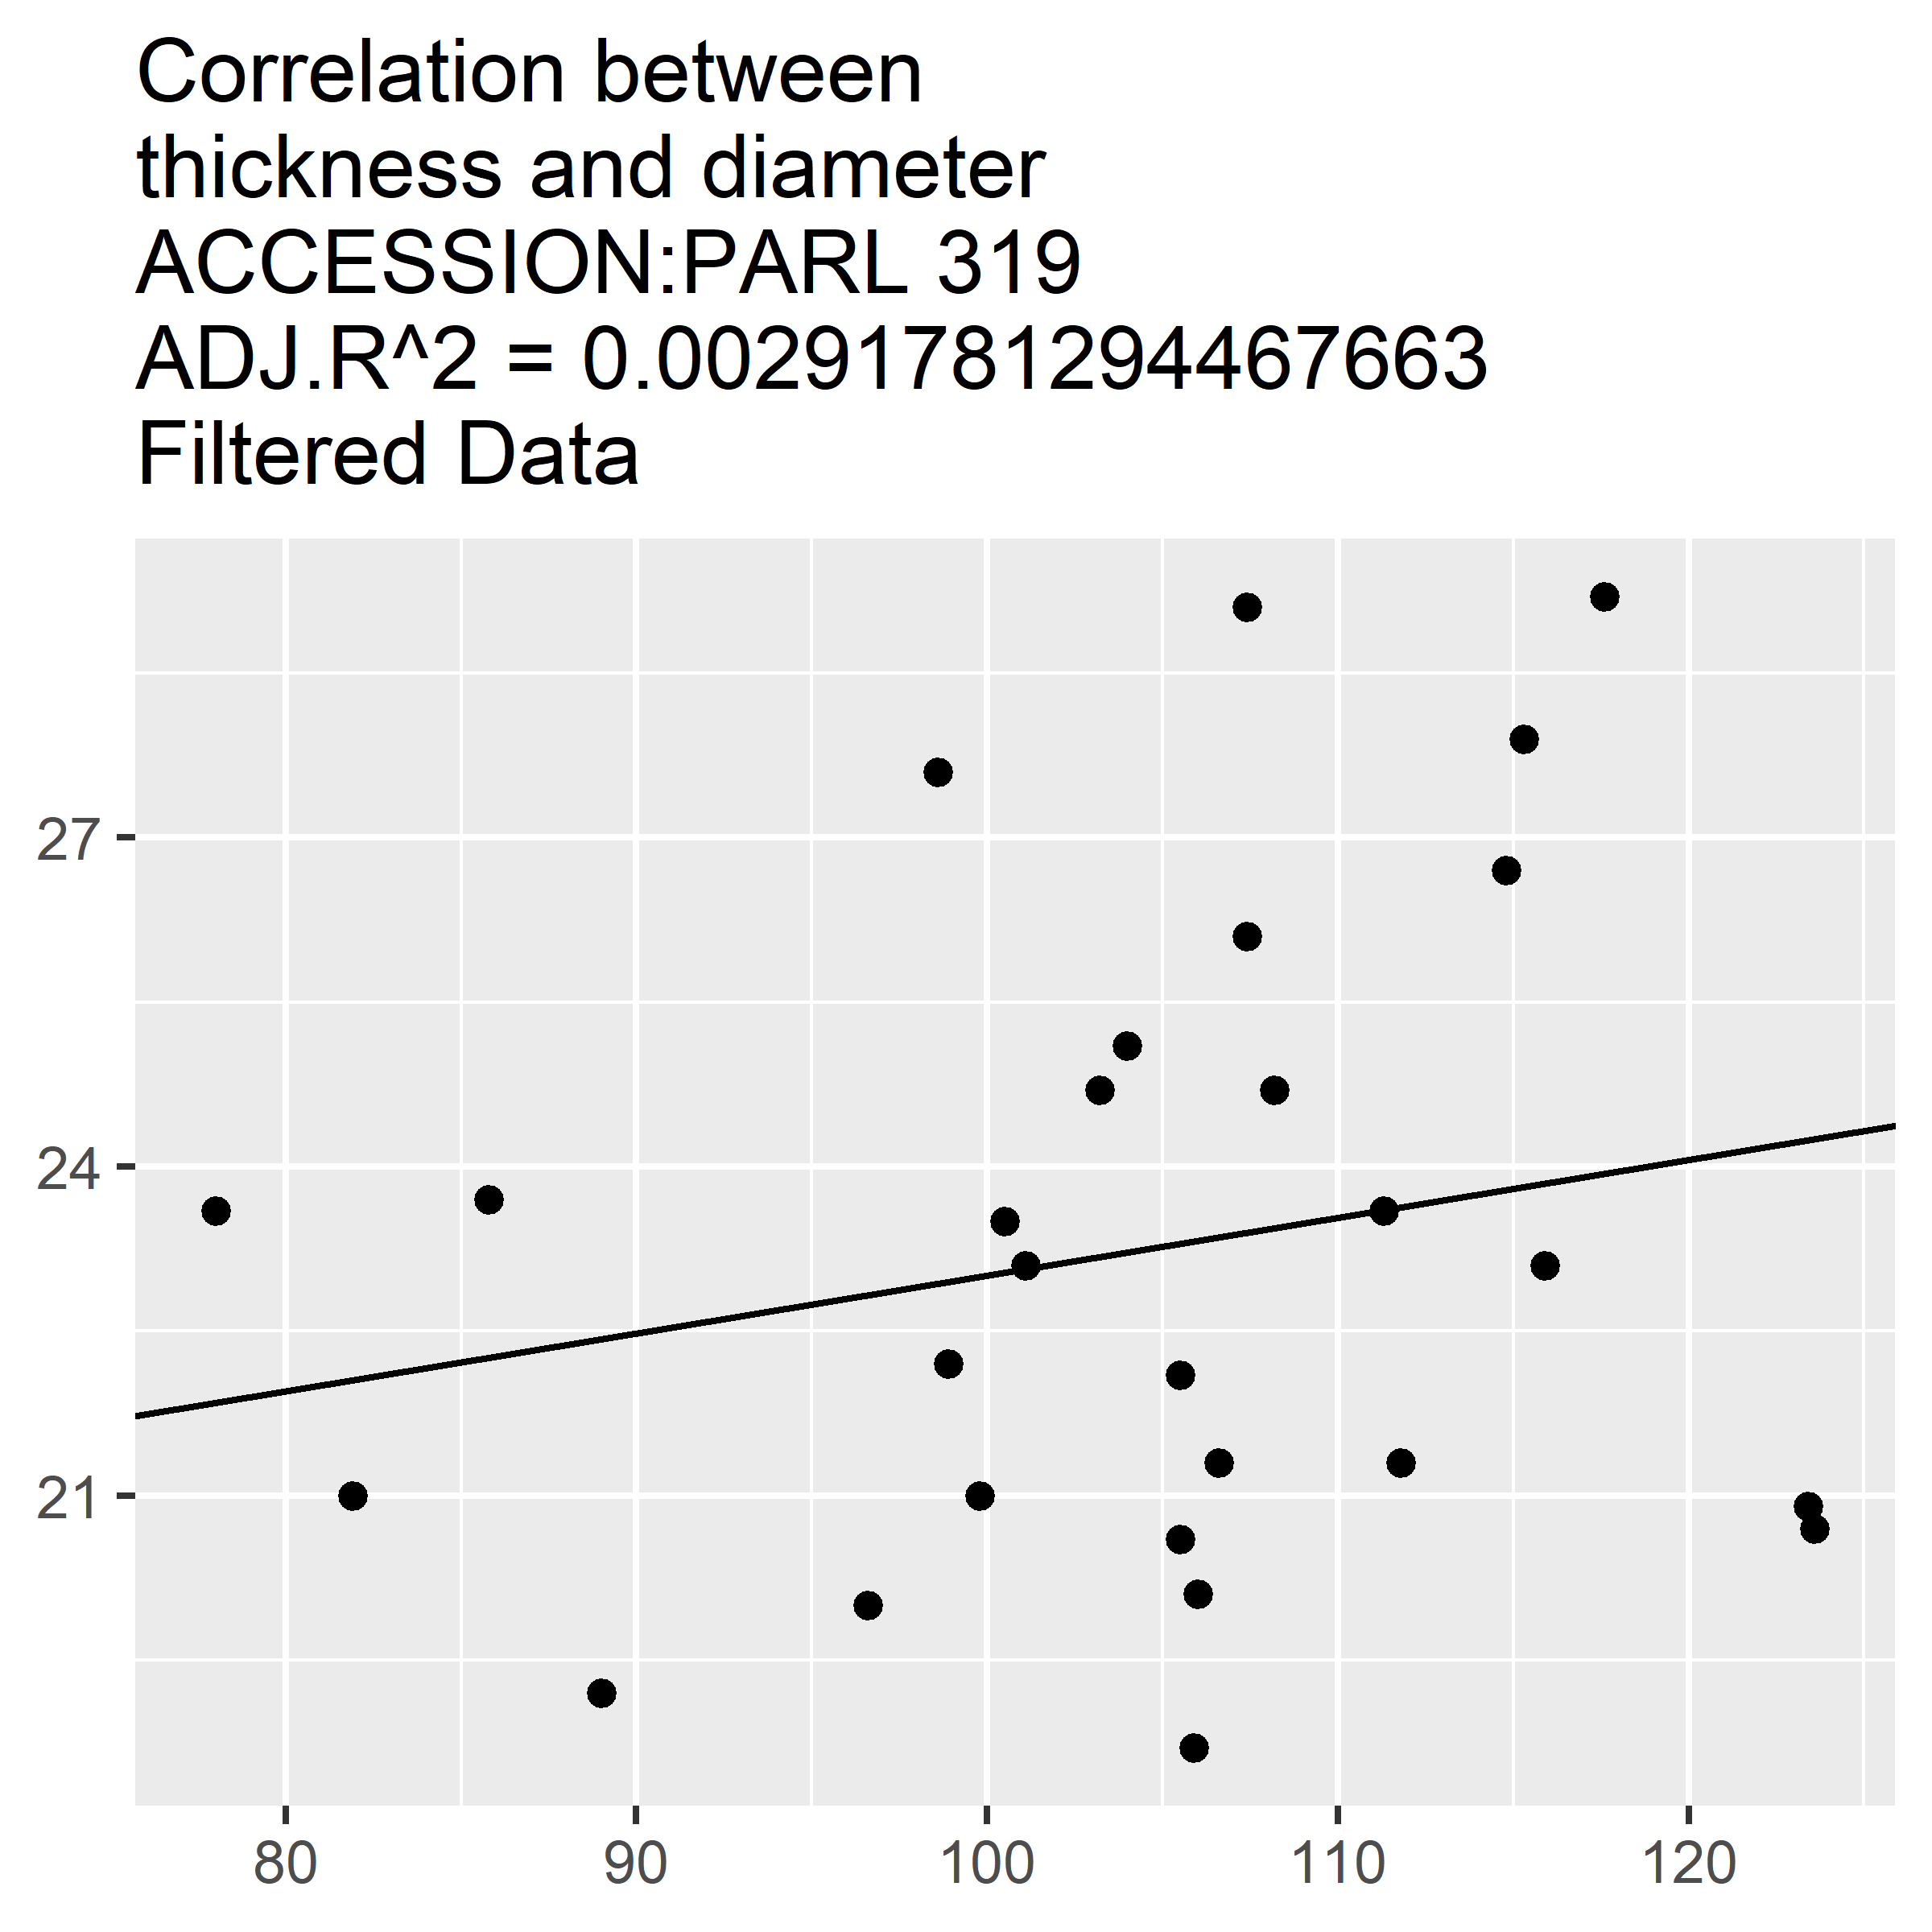 Correlation between
thickness and diameter
ACCESSION:PARL 319
ADJ.R^2 = 0.00291781294467663
Filtered Data
27
24
21
80 90 100 110 120